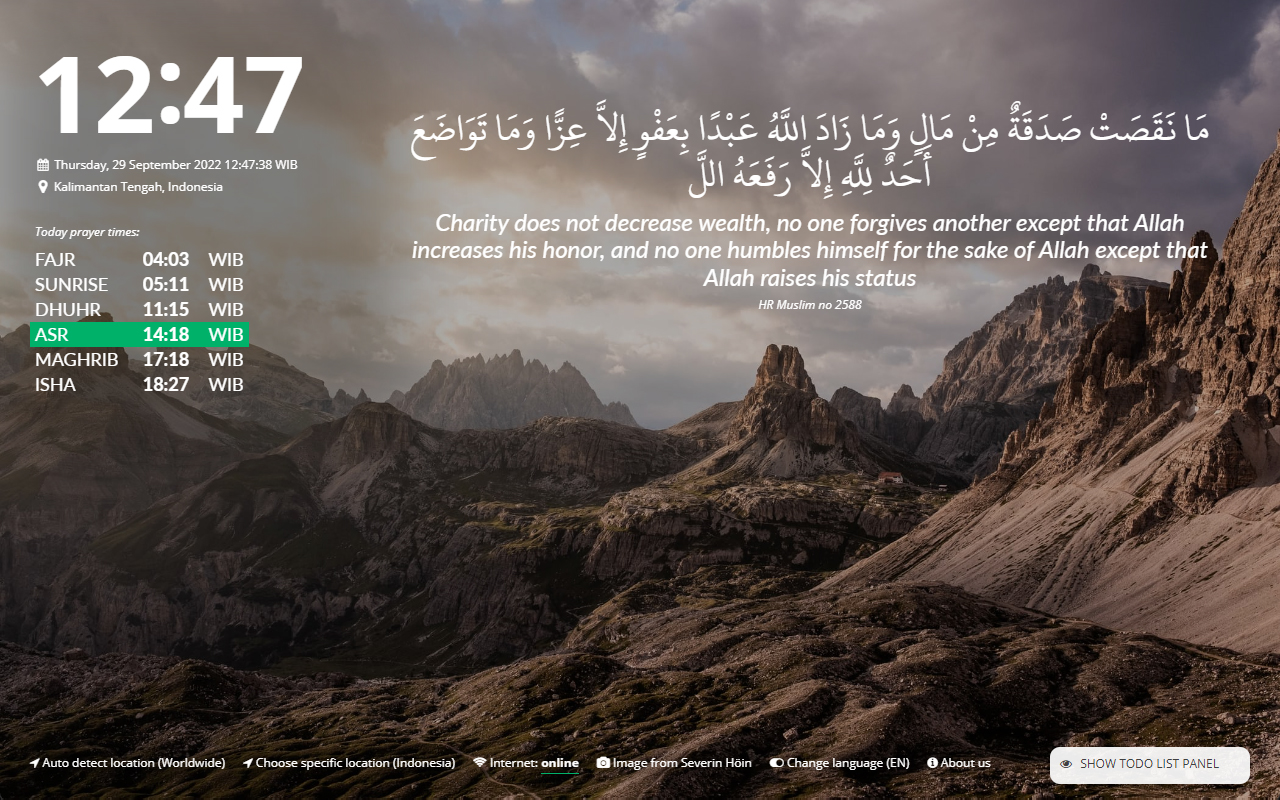 12:47
Thursday, 29 September 2022 12:47:38 WIB
Kalimantan Tengah, Indonesia
Today prayer times:
FAJR 04:03 WIB
SUNRISE 05:11 WIB
DHUHR 11:15 WIB
ASR 14:18 WIB
MAGHRIB 17:18 WIB
ISHA 18:27 WIB
مَا نَقَصَتْ صَدَقَةٌ مِنْ مَالٍ وَمَا زَادَ اللَّهُ عَبْدًا بِعَفْوٍ إِلاَّ عِزًّا وَمَا تَوَاضَعَ
أَحَدٌ لِلَّهِ إِلاَّ رَفَعَهُ اللَّ
Charity does not decrease wealth, no one forgives another except that Allah
increases his honor, and no one humbles himself for the sake of Allah except that
Allah raises his status
HR Muslim no 2588
Auto detect location (Worldwide) Choose specific location (Indonesia) Internet: online Image from Severin Höin Change language (EN) About us SHOW TODO LIST PANEL